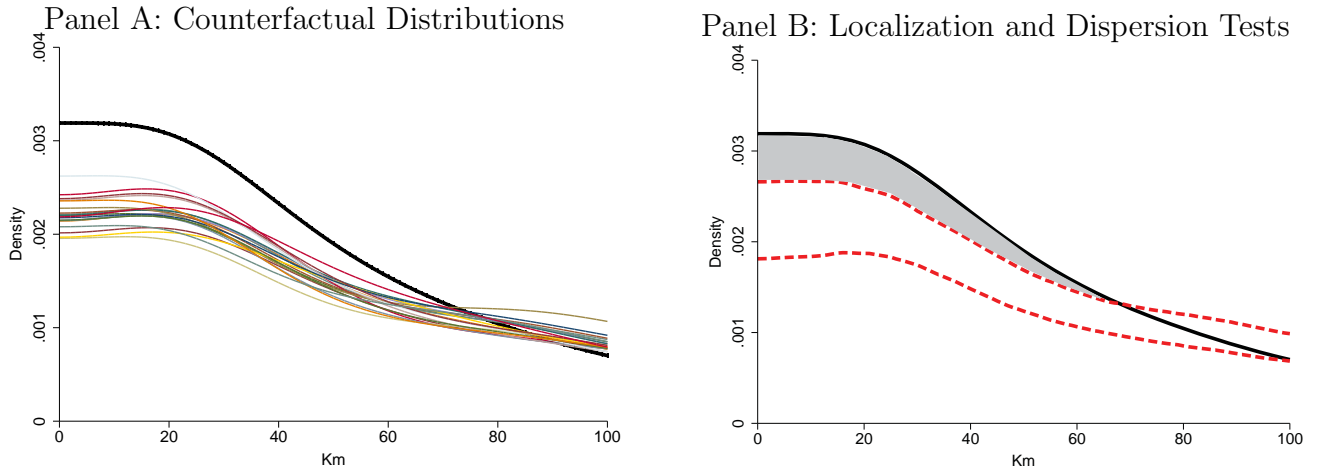 Panel A: Counterfactual Distributions
.004
.003
.002
.001
0
Density
0 20 40 60 80 100
Km
Panel B: Localization and Dispersion Tests
.004
.003
.002
.001
0
Density
0 20 40 60 80 100
Km